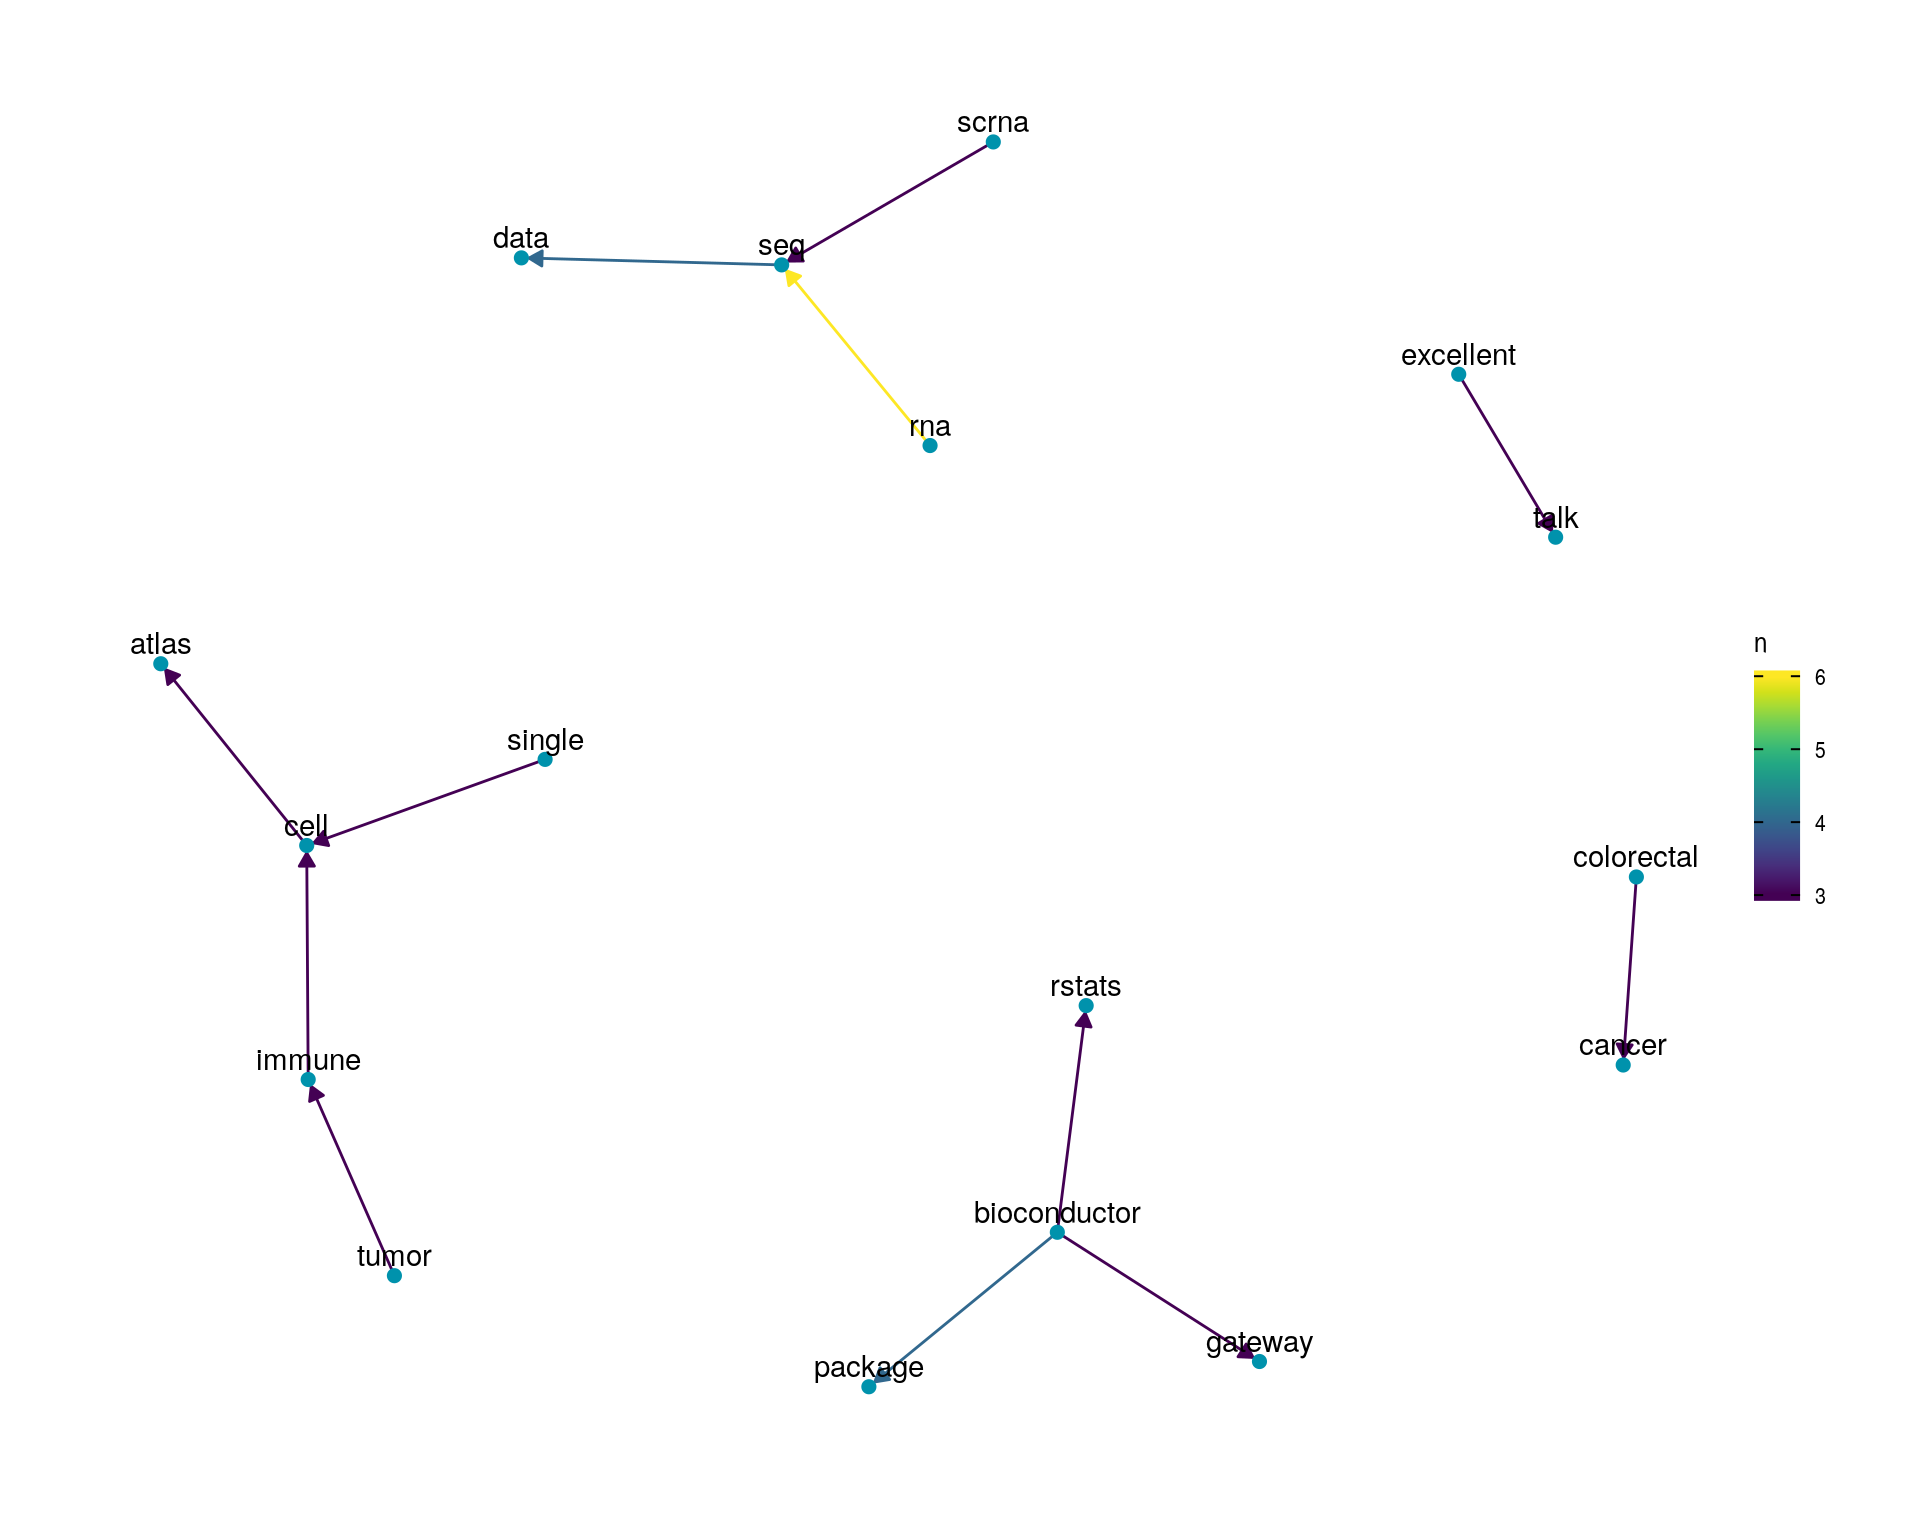 scrna
data
seq
excellent
rna
talk
atlas
n
6
single
5
cell
4
colorectal
3
rstats
cancer
immune
bioconductor
tumor
gateway
package